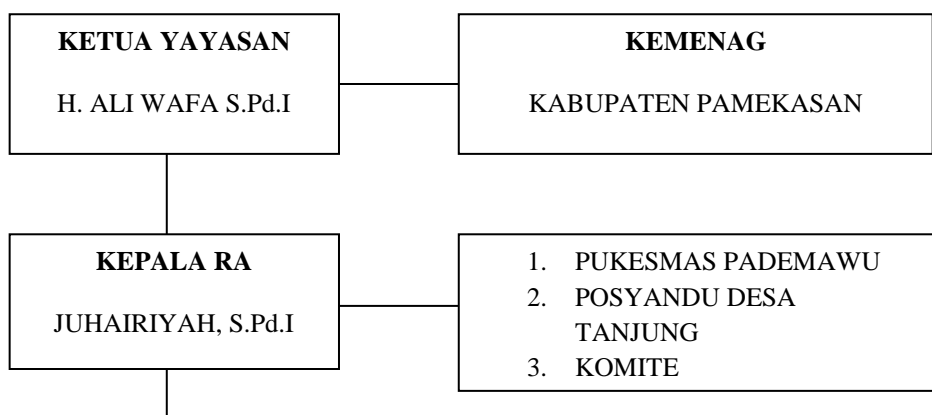 KETUA YAYASAN
H. ALI WAFA S.Pd.I
KEMENAG
KABUPATEN PAMEKASAN
KEPALA RA
JUHAIRIYAH, S.Pd.I
1. PUKESMAS PADEMAWU
2. POSYANDU DESA
TANJUNG
3. KOMITE